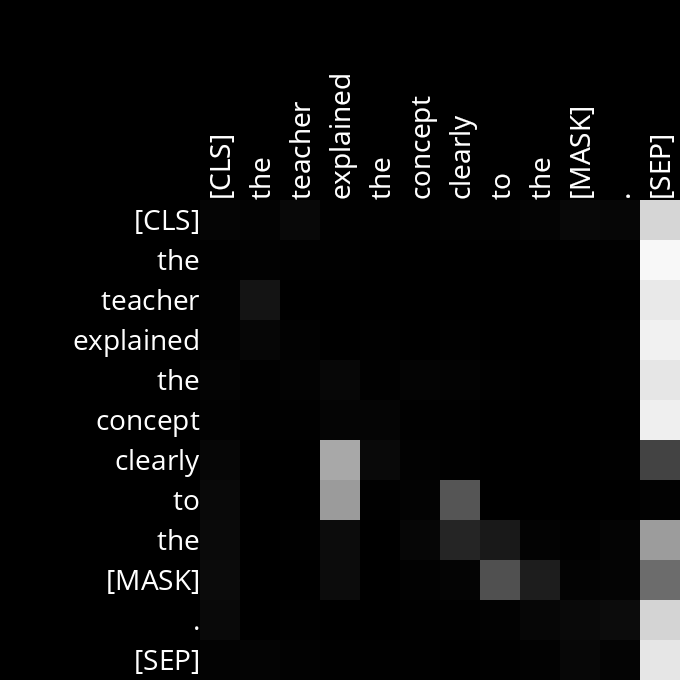 [CLS] the teacher explained the concept clearly to the [MASK] . [SEP]
[CLS]
the
teacher
explained
the
concept
clearly
to
the
[MASK]
.
[SEP]